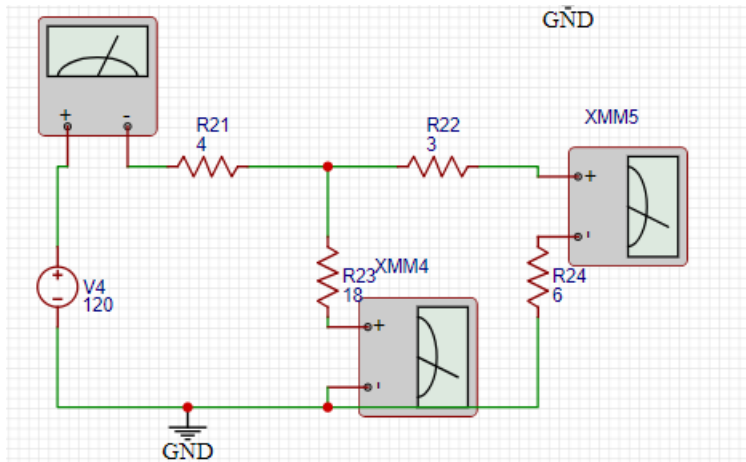 GND
+ -
R21
4
R22
3
XMM5
+
-
V4
120
+
-
R23
18
XMM4
+
-
R24
6
GND